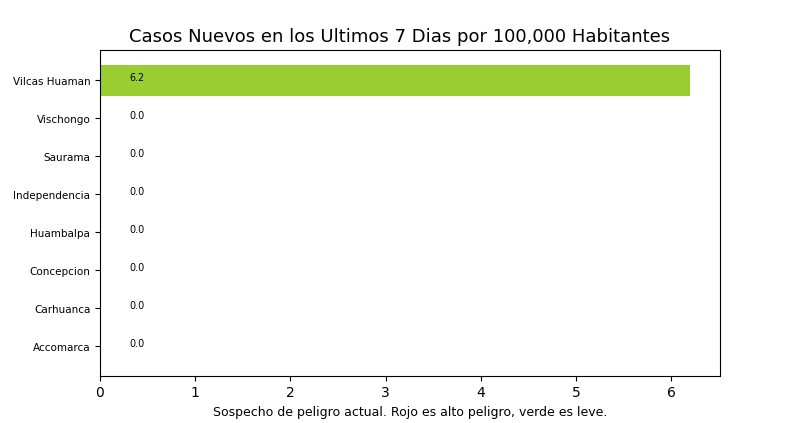 Casos Nuevos en los Ultimos 7 Dias por 100,000 Habitantes
Vilcas Huaman 6.2
Vischongo 0.0
Saurama 0.0
Independencia 0.0
Huambalpa 0.0
Concepcion 0.0
Carhuanca 0.0
Accomarca 0.0
0 1 2 3 4 5 6
Sospecho de peligro actual. Rojo es alto peligro, verde es leve.